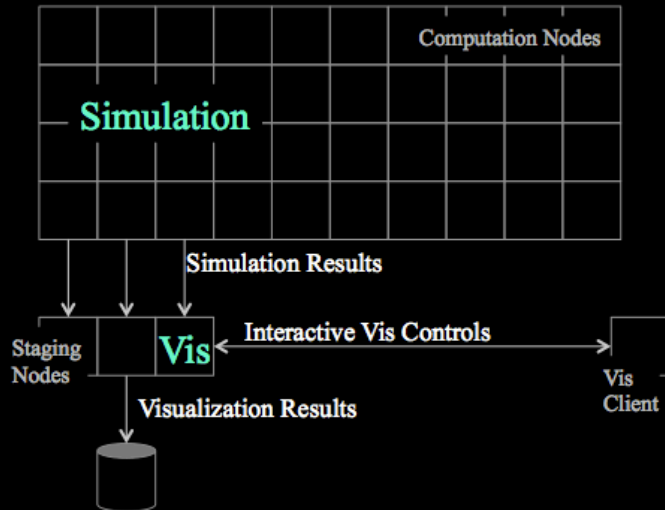 Computation Nodes
Simulation
Simulation Results
Staging
Nodes
Vis
Interactive Vis Controls
Vis
Client
Visualization Results